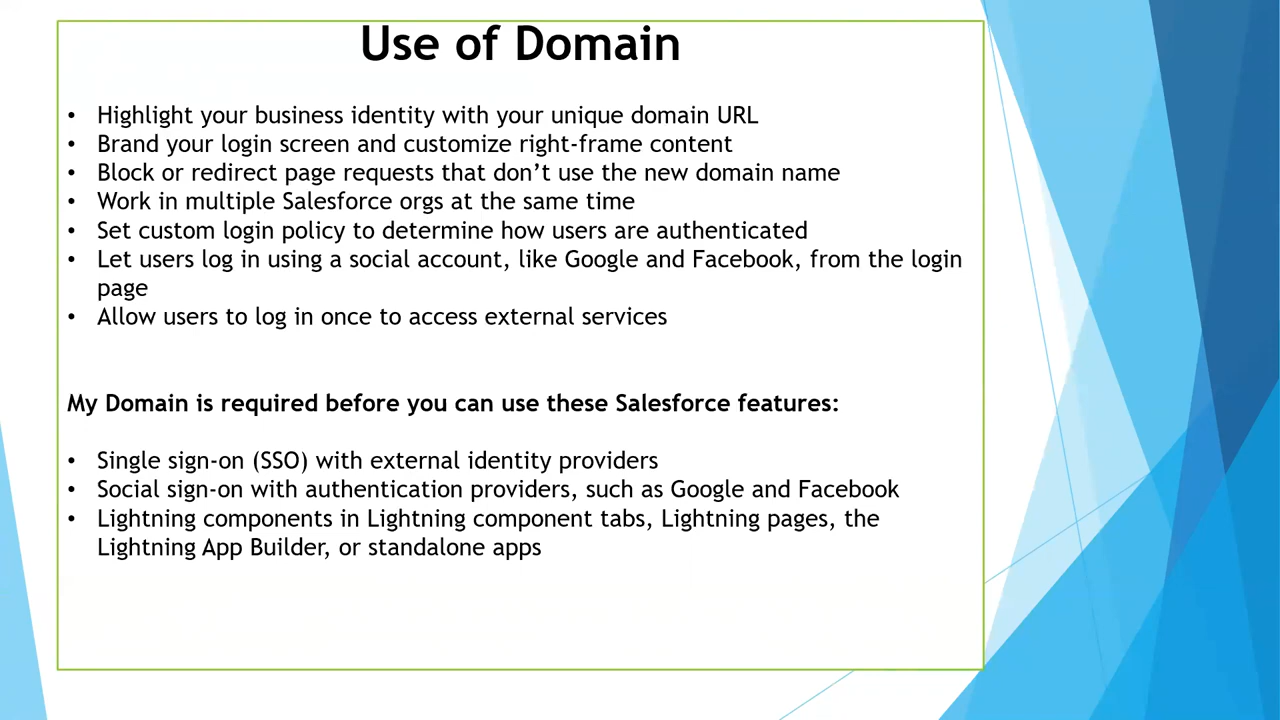 Use of Domain
• Highlight your business identity with your unique domain URL
• Brand your login screen and customize right-frame content
• Block or redirect page requests that don’t use the new domain name
• Work in multiple Salesforce orgs at the same time
• Set custom login policy to determine how users are authenticated
• Let users log in using a social account, like Google and Facebook, from the login
page
• Allow users to log in once to access external services
My Domain is required before you can use these Salesforce features:
• Single sign-on (SSO) with external identity providers
• Social sign-on with authentication providers, such as Google and Facebook
• Lightning components in Lightning component tabs, Lightning pages, the
Lightning App Builder, or standalone apps